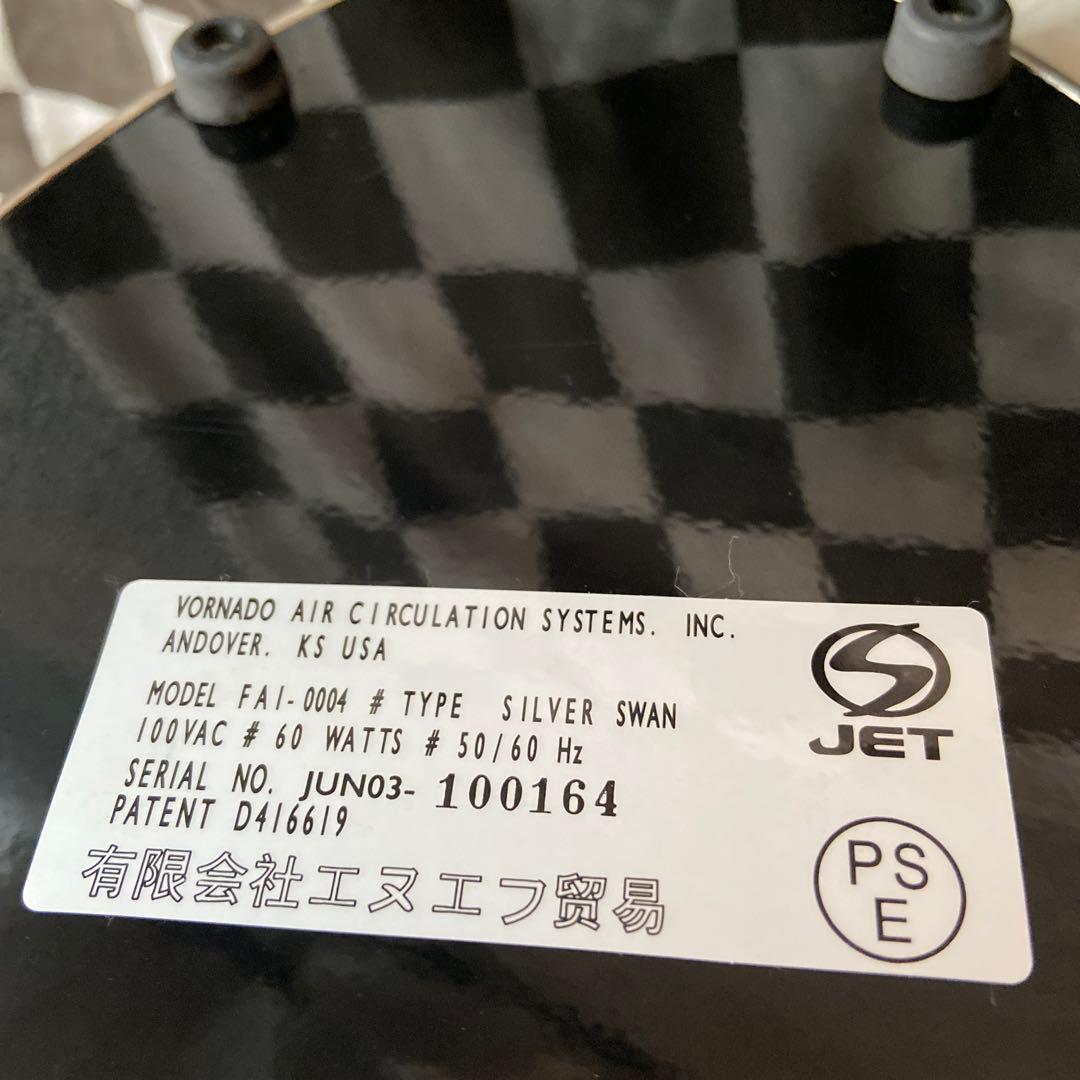 VORNADO AIR CIRCULATION SYSTEMS. INC.
ANDOVER. KS USA
MODEL FAI-0004 # TYPE SILVER SWAN
100VAC # 60 WATTS # 50/60 Hz
SERIAL NO. JUN03- 100164
PATENT D416619
有限会社エヌエフ贸易
S
JET
PS
E